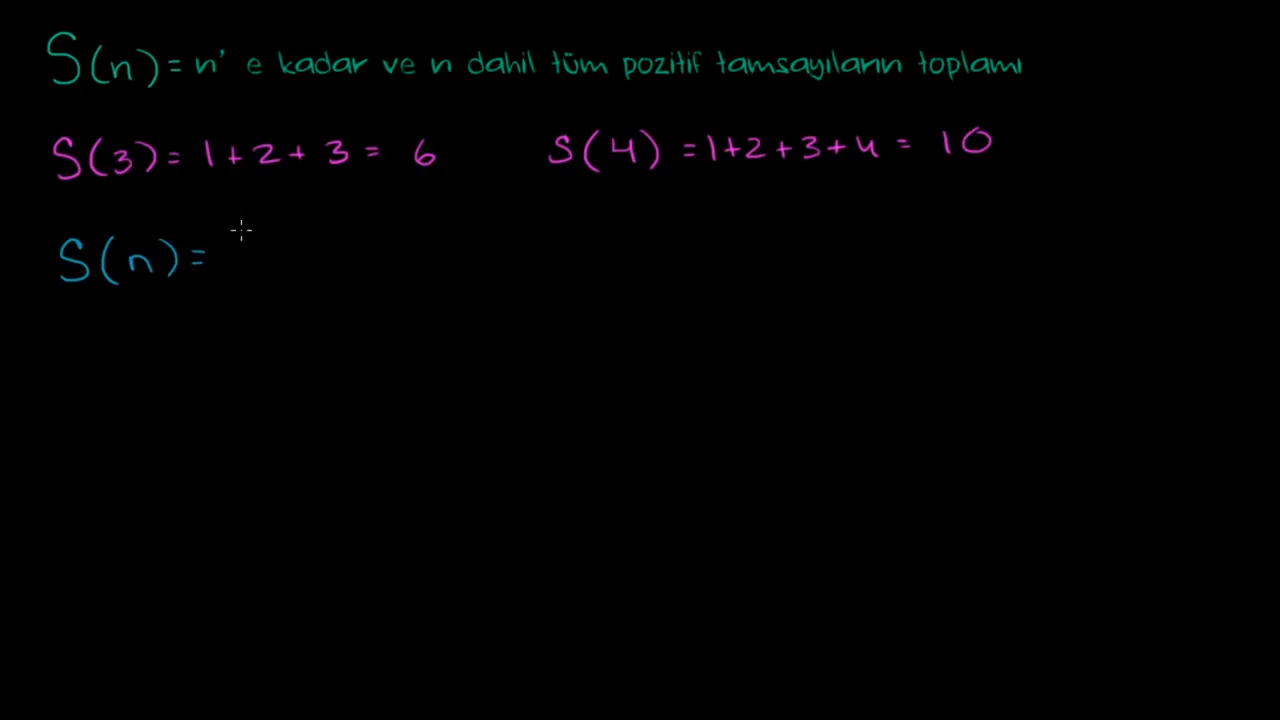 S(n) = n' e kadar ve n dahil tüm pozitif tamsayıların toplamı
S(3) = 1+2+3 = 6 S(4) = 1+2+3+4 = 10
S(n) =